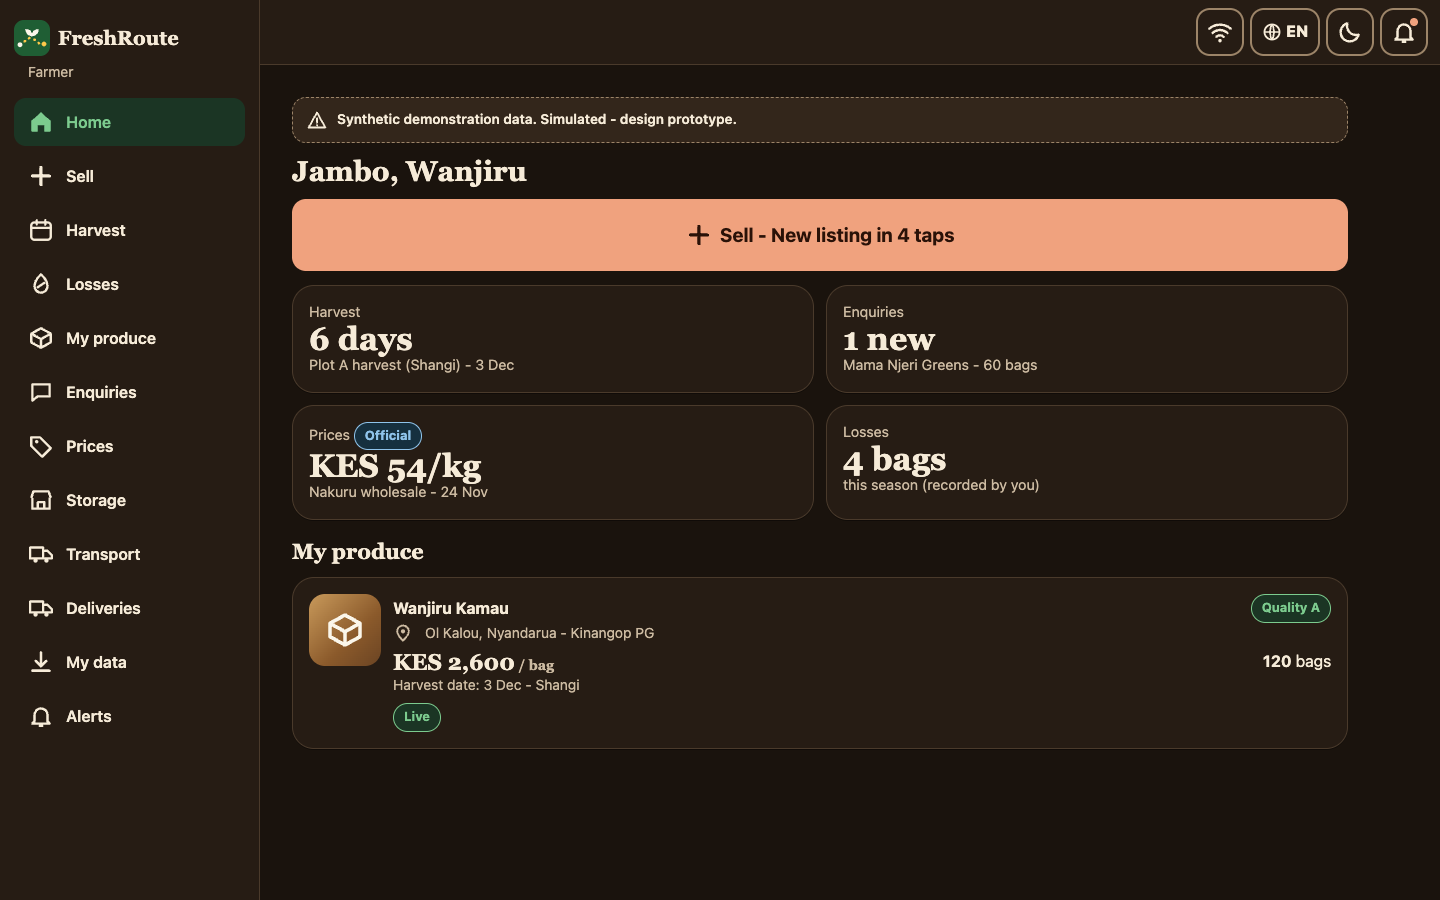 FreshRoute
Farmer
Home
Sell
Harvest
Losses
My produce
Enquiries
Prices
Storage
Transport
Deliveries
My data
Alerts
EN
Synthetic demonstration data. Simulated - design prototype.
Jambo, Wanjiru
Sell - New listing in 4 taps
Harvest
6 days
Plot A harvest (Shangi) - 3 Dec
Enquiries
1 new
Mama Njeri Greens - 60 bags
Prices Official
KES 54/kg
Nakuru wholesale - 24 Nov
Losses
4 bags
this season (recorded by you)
My produce
Wanjiru Kamau
Quality A
Ol Kalou, Nyandarua - Kinangop PG
KES 2,600 / bag
120 bags
Harvest date: 3 Dec - Shangi
Live